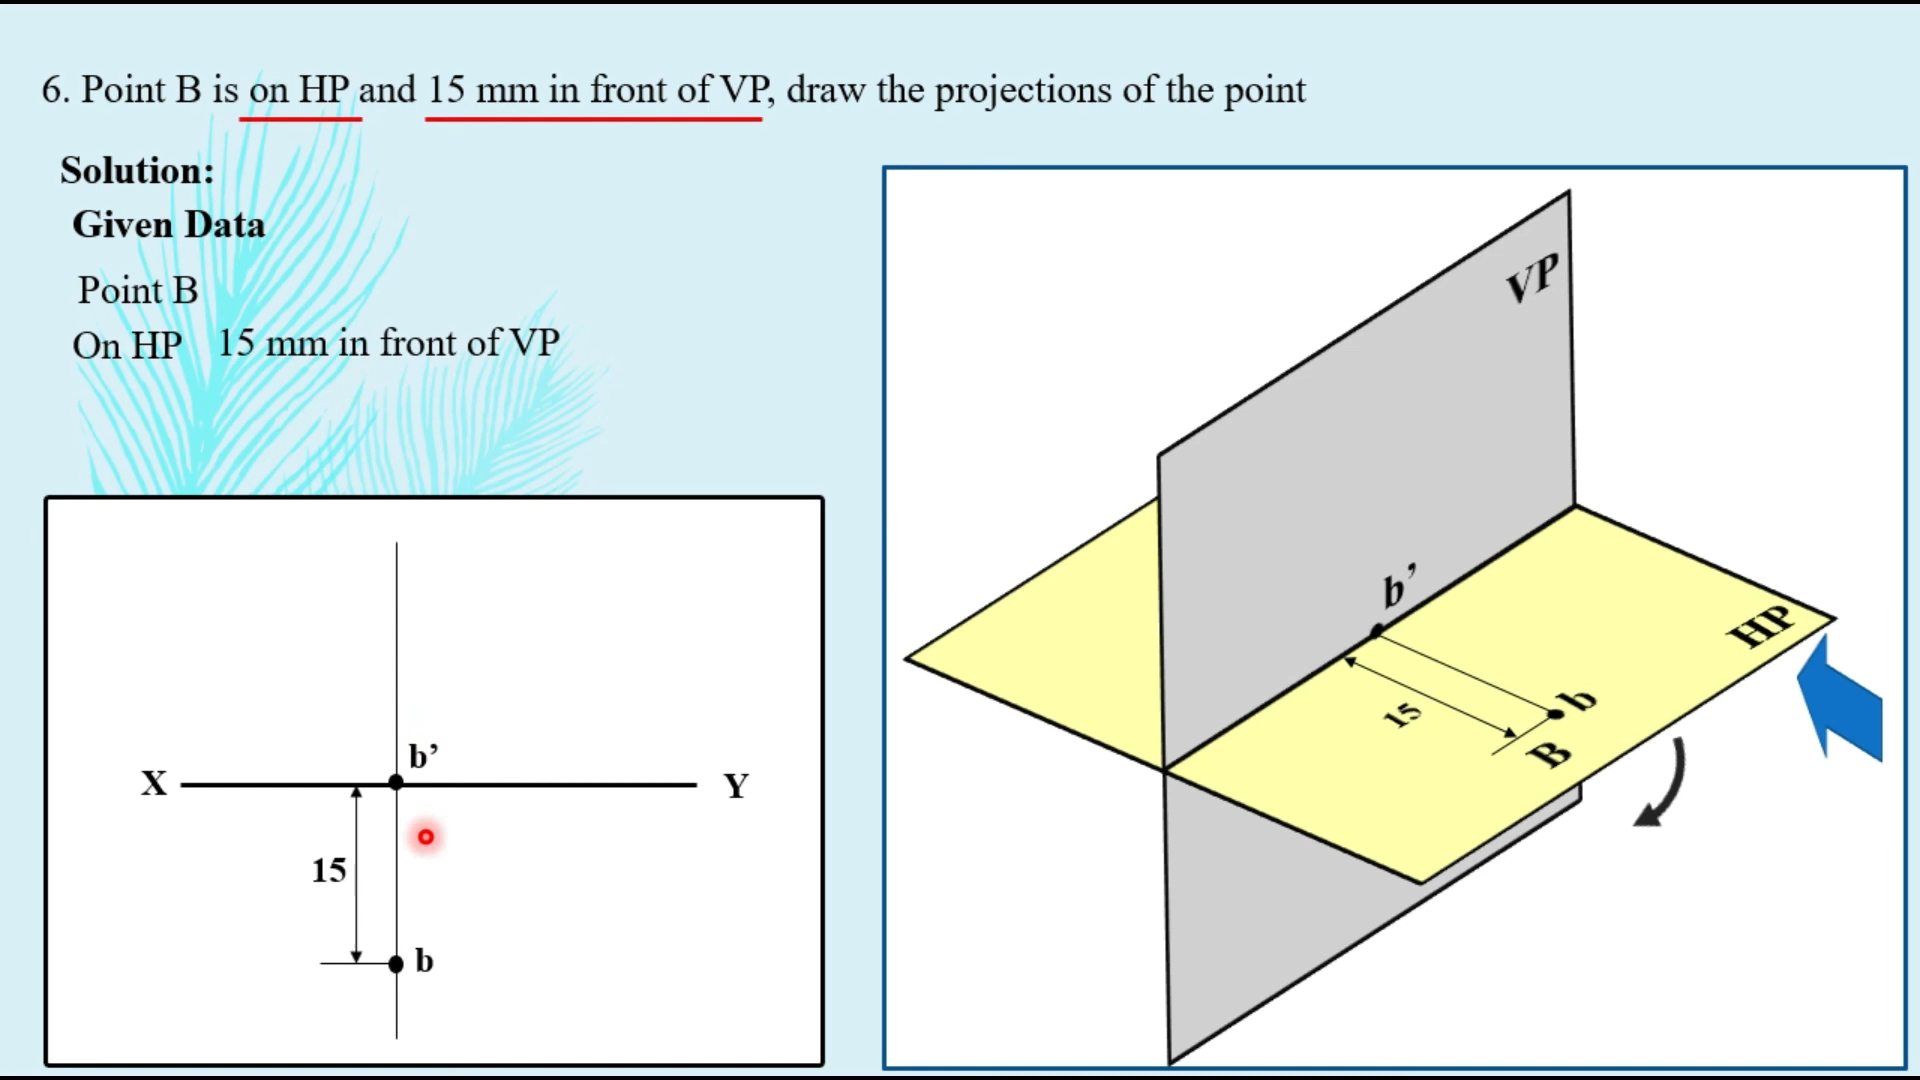 6. Point B is on HP and 15 mm in front of VP, draw the projections of the point
Solution:
Given Data
Point B
On HP 15 mm in front of VP
b’
X Y
15
b
VP
b’
HP
b
15
B